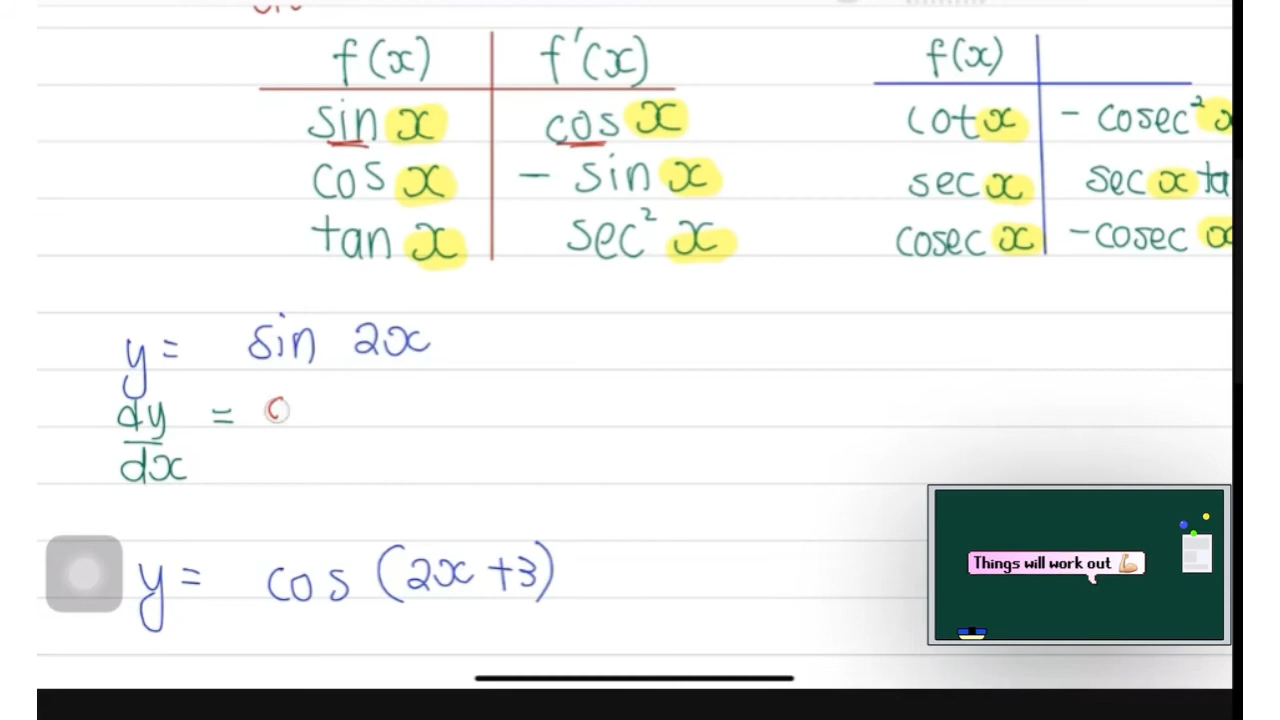 f(x) f'(x) f(x)
sin x cos x cot x - cosec² x
cos x - sin x sec x sec x ta
tan x sec² x cosec x -cosec x
y = sin 2x
dy/dx =
Things will work out 💪🏼
y = cos (2x+3)